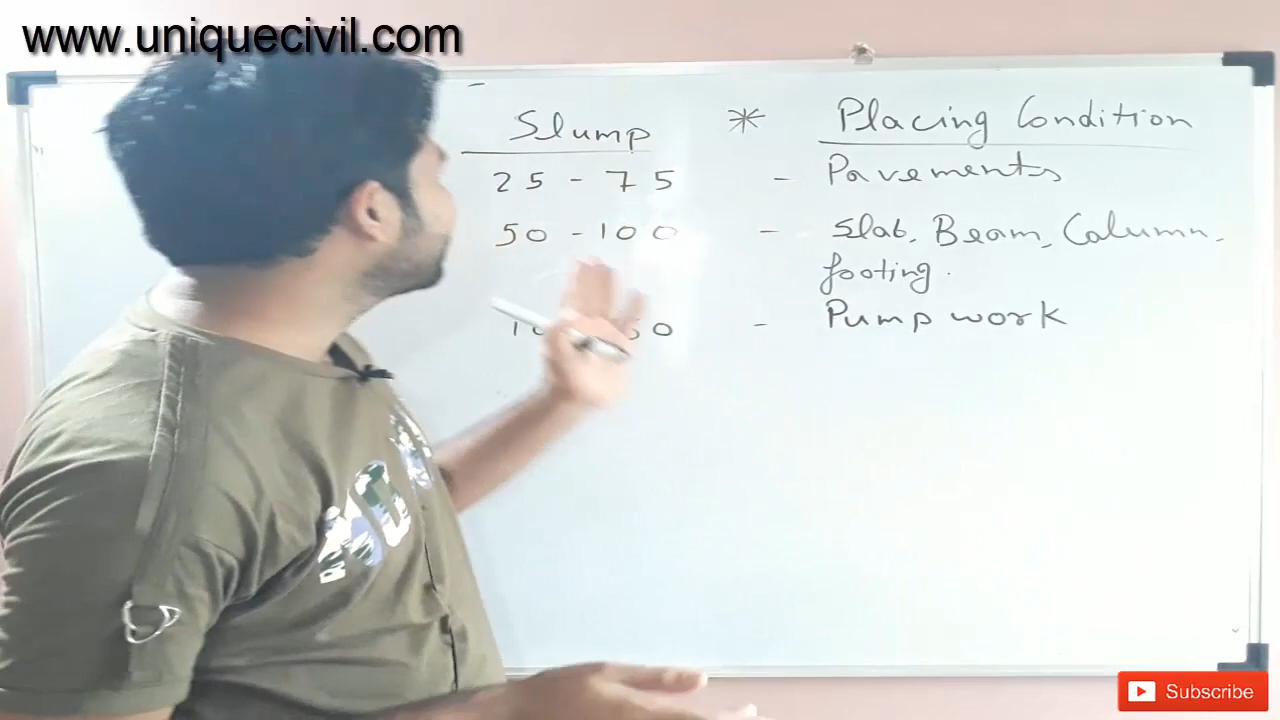 www.uniquecivil.com
Slump * Placing Condition
25 - 75 - Pavements
50 - 100 - Slab, Beam, Column,
footing.
- Pump work
Subscribe